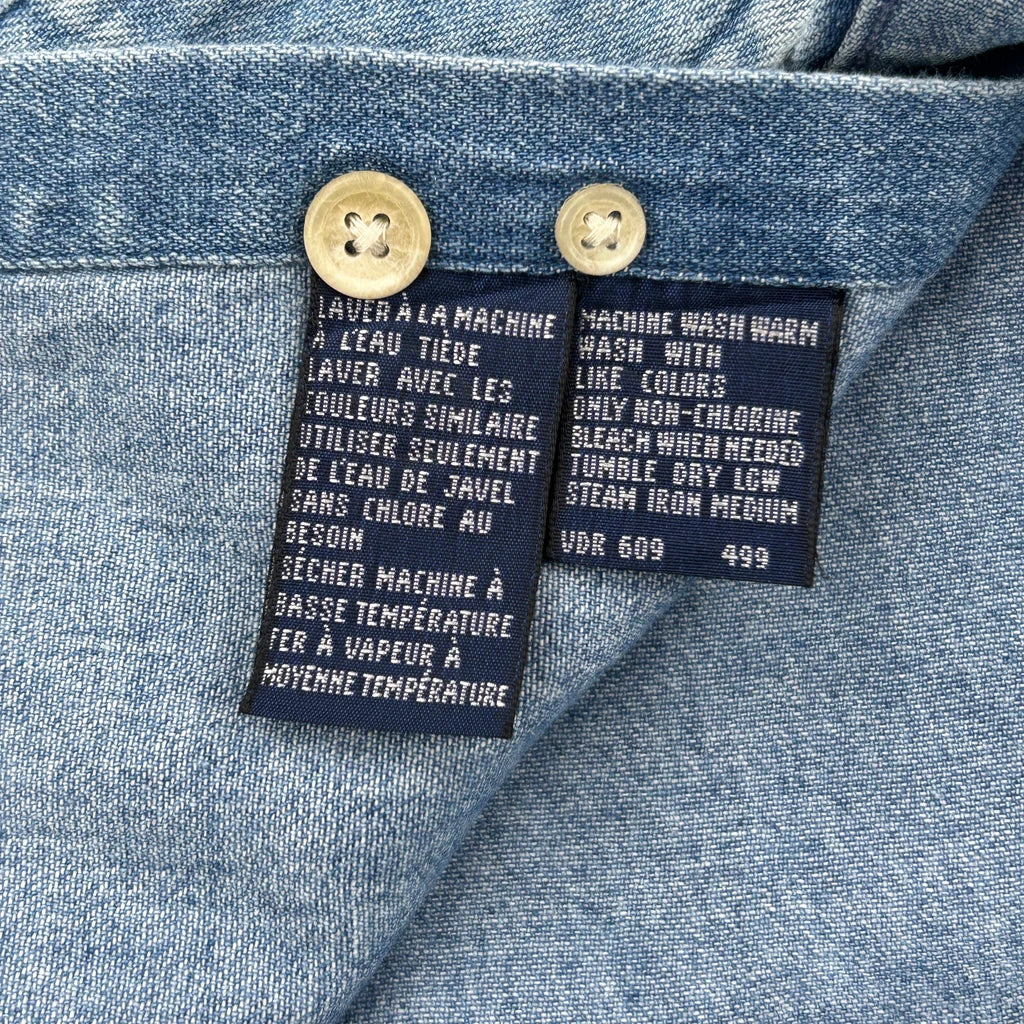 LAVER À LA MACHINE
À L'EAU TIÈDE
LAVER AVEC LES
COULEURS SIMILAIRE
UTILISER SEULEMENT
DE L'EAU DE JAVEL
SANS CHLORE AU
BESOIN
SÉCHER MACHINE À
BASSE TEMPÉRATURE
FER À VAPEUR À
MOYENNE TEMPÉRATURE
MACHINE WASH WARM
WASH WITH
LIKE COLORS
ONLY NON-CHLORINE
BLEACH WHEN NEEDED
TUMBLE DRY LOW
STEAM IRON MEDIUM
VDR 609 499